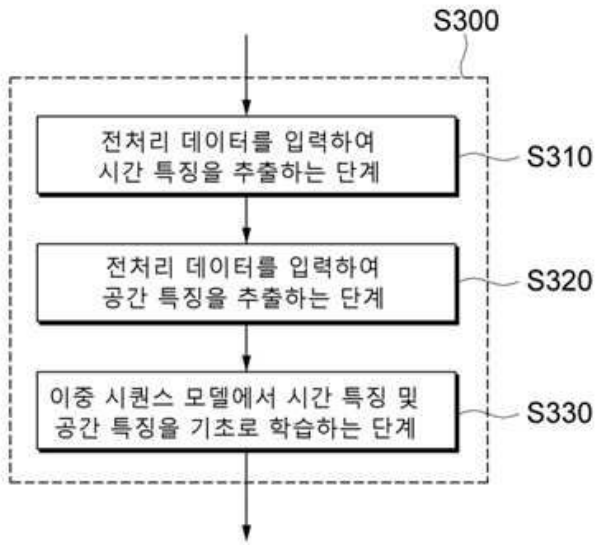 S300
전처리 데이터를 입력하여
시간 특징을 추출하는 단계
S310
전처리 데이터를 입력하여
공간 특징을 추출하는 단계
S320
이중 시퀀스 모델에서 시간 특징 및
공간 특징을 기초로 학습하는 단계
S330